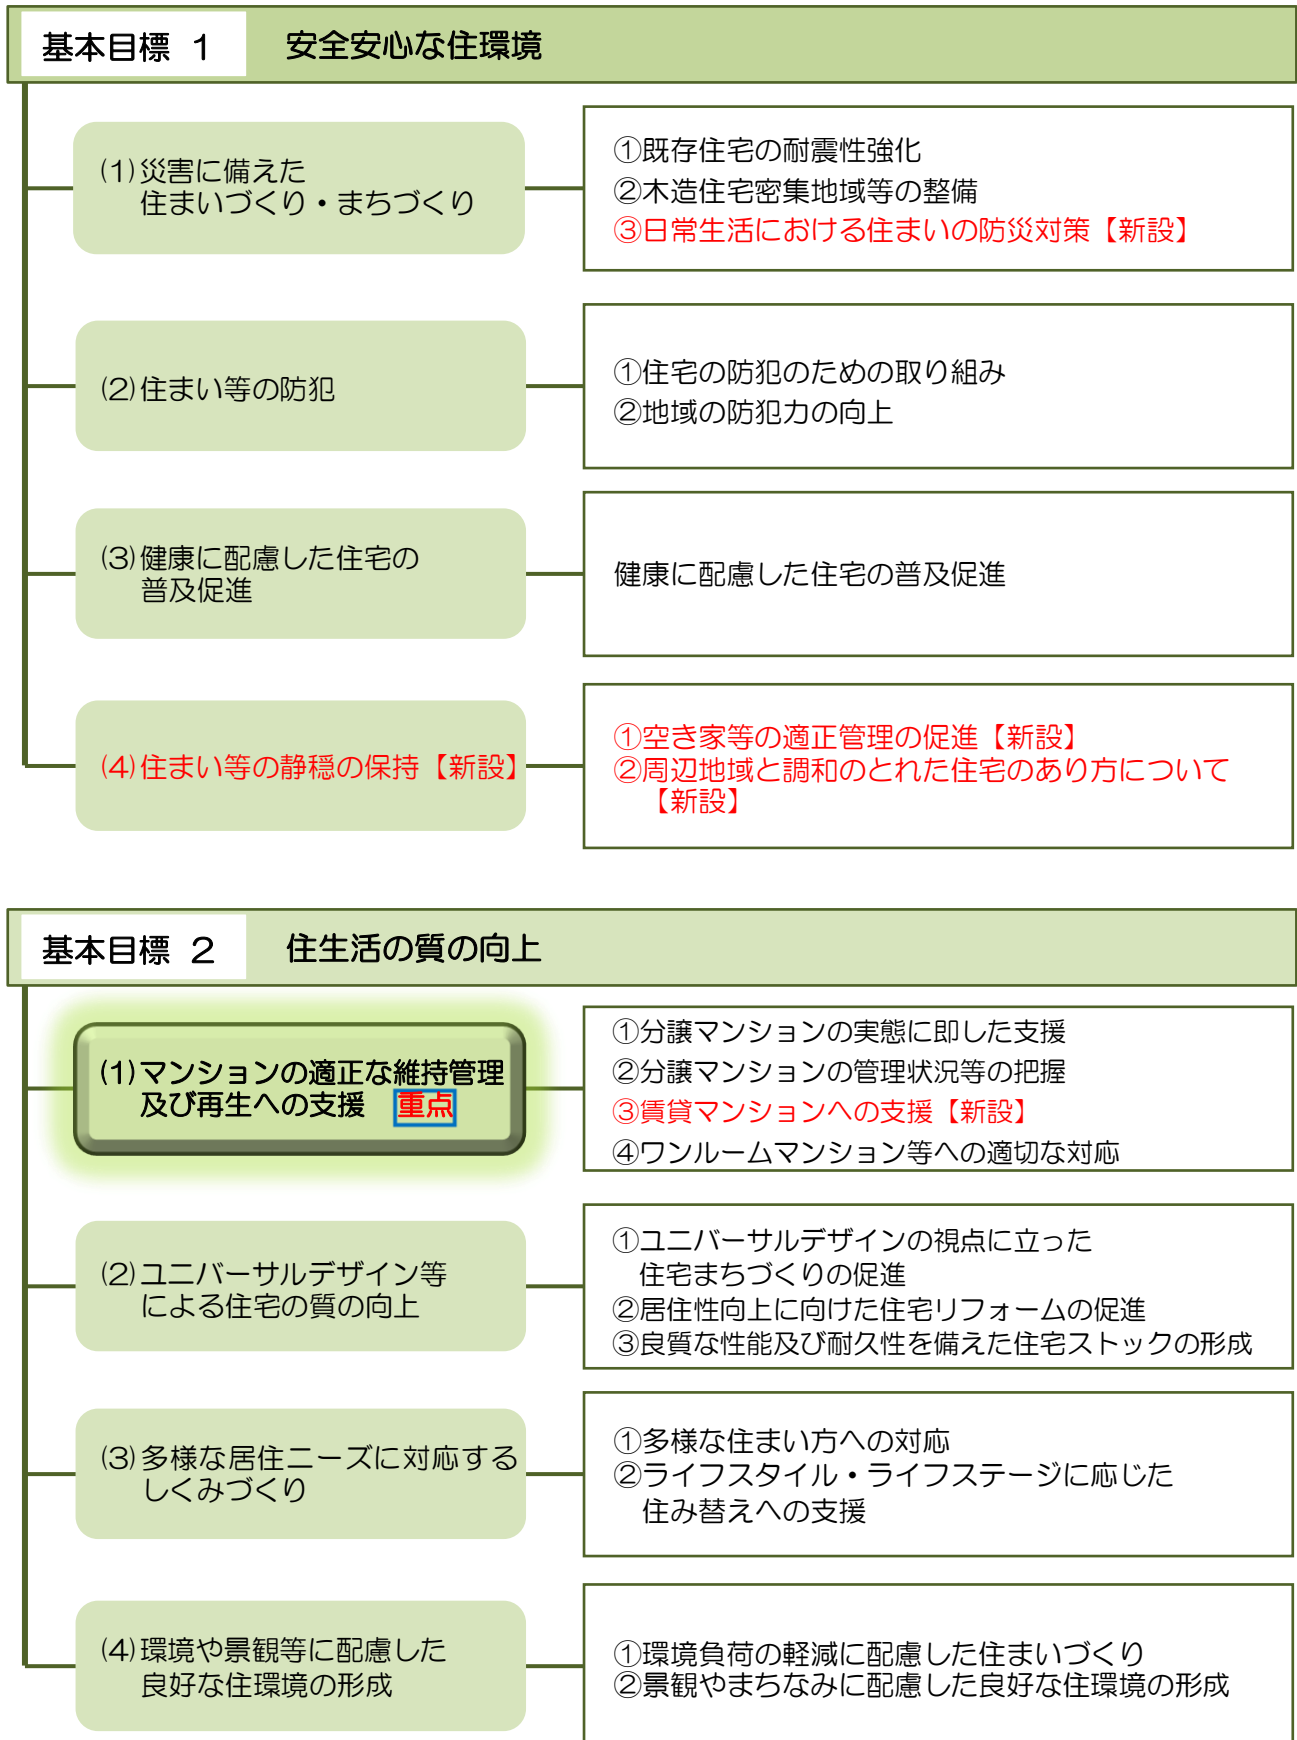 基本目標 1 安全安心な住環境
(1)災害に備えた
住まいづくり・まちづくり
①既存住宅の耐震性強化
②木造住宅密集地域等の整備
③日常生活における住まいの防災対策【新設】
(2)住まい等の防犯
①住宅の防犯のための取り組み
②地域の防犯力の向上
(3)健康に配慮した住宅の
普及促進
健康に配慮した住宅の普及促進
(4)住まい等の静穏の保持【新設】
①空き家等の適正管理の促進【新設】
②周辺地域と調和のとれた住宅のあり方について
【新設】
基本目標 2 住生活の質の向上
(1)マンションの適正な維持管理
及び再生への支援 重点
①分譲マンションの実態に即した支援
②分譲マンションの管理状況等の把握
③賃貸マンションへの支援【新設】
④ワンルームマンション等への適切な対応
(2)ユニバーサルデザイン等
による住宅の質の向上
①ユニバーサルデザインの視点に立った
住宅まちづくりの促進
②居住性向上に向けた住宅リフォームの促進
③良質な性能及び耐久性を備えた住宅ストックの形成
(3)多様な居住ニーズに対応する
しくみづくり
①多様な住まい方への対応
②ライフスタイル・ライフステージに応じた
住み替えへの支援
(4)環境や景観等に配慮した
良好な住環境の形成
①環境負荷の軽減に配慮した住まいづくり
②景観やまちなみに配慮した良好な住環境の形成